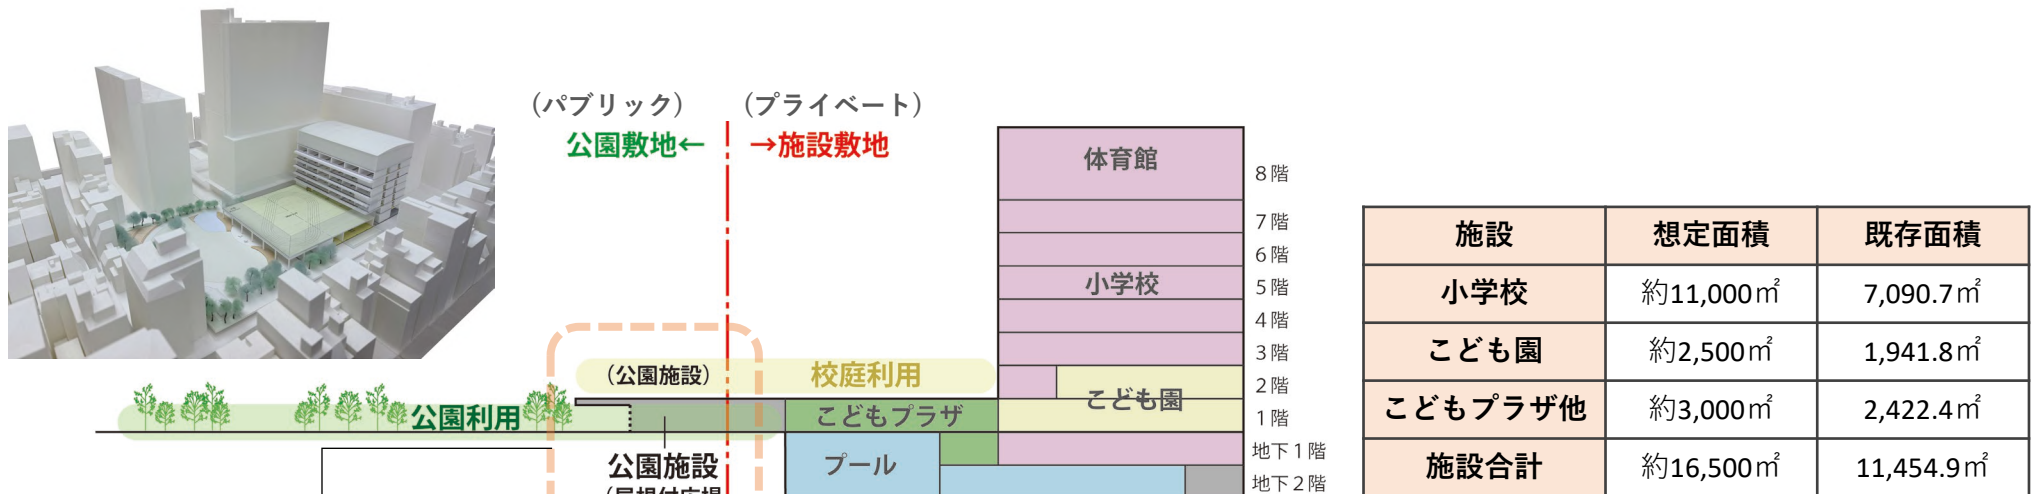 (パブリック)
(プライベート)
公園敷地←
→施設敷地
体育館
8階
7階
6階
小学校
5階
4階
3階
(公園施設)
校庭利用
2階
こども園
公園利用
こどもプラザ
1階
地下1階
公園施設
プール
地下2階
施設 想定面積 既存面積
小学校 約11,000㎡ 7,090.7㎡
こども園 約2,500㎡ 1,941.8㎡
こどもプラザ他 約3,000㎡ 2,422.4㎡
施設合計 約16,500㎡ 11,454.9㎡